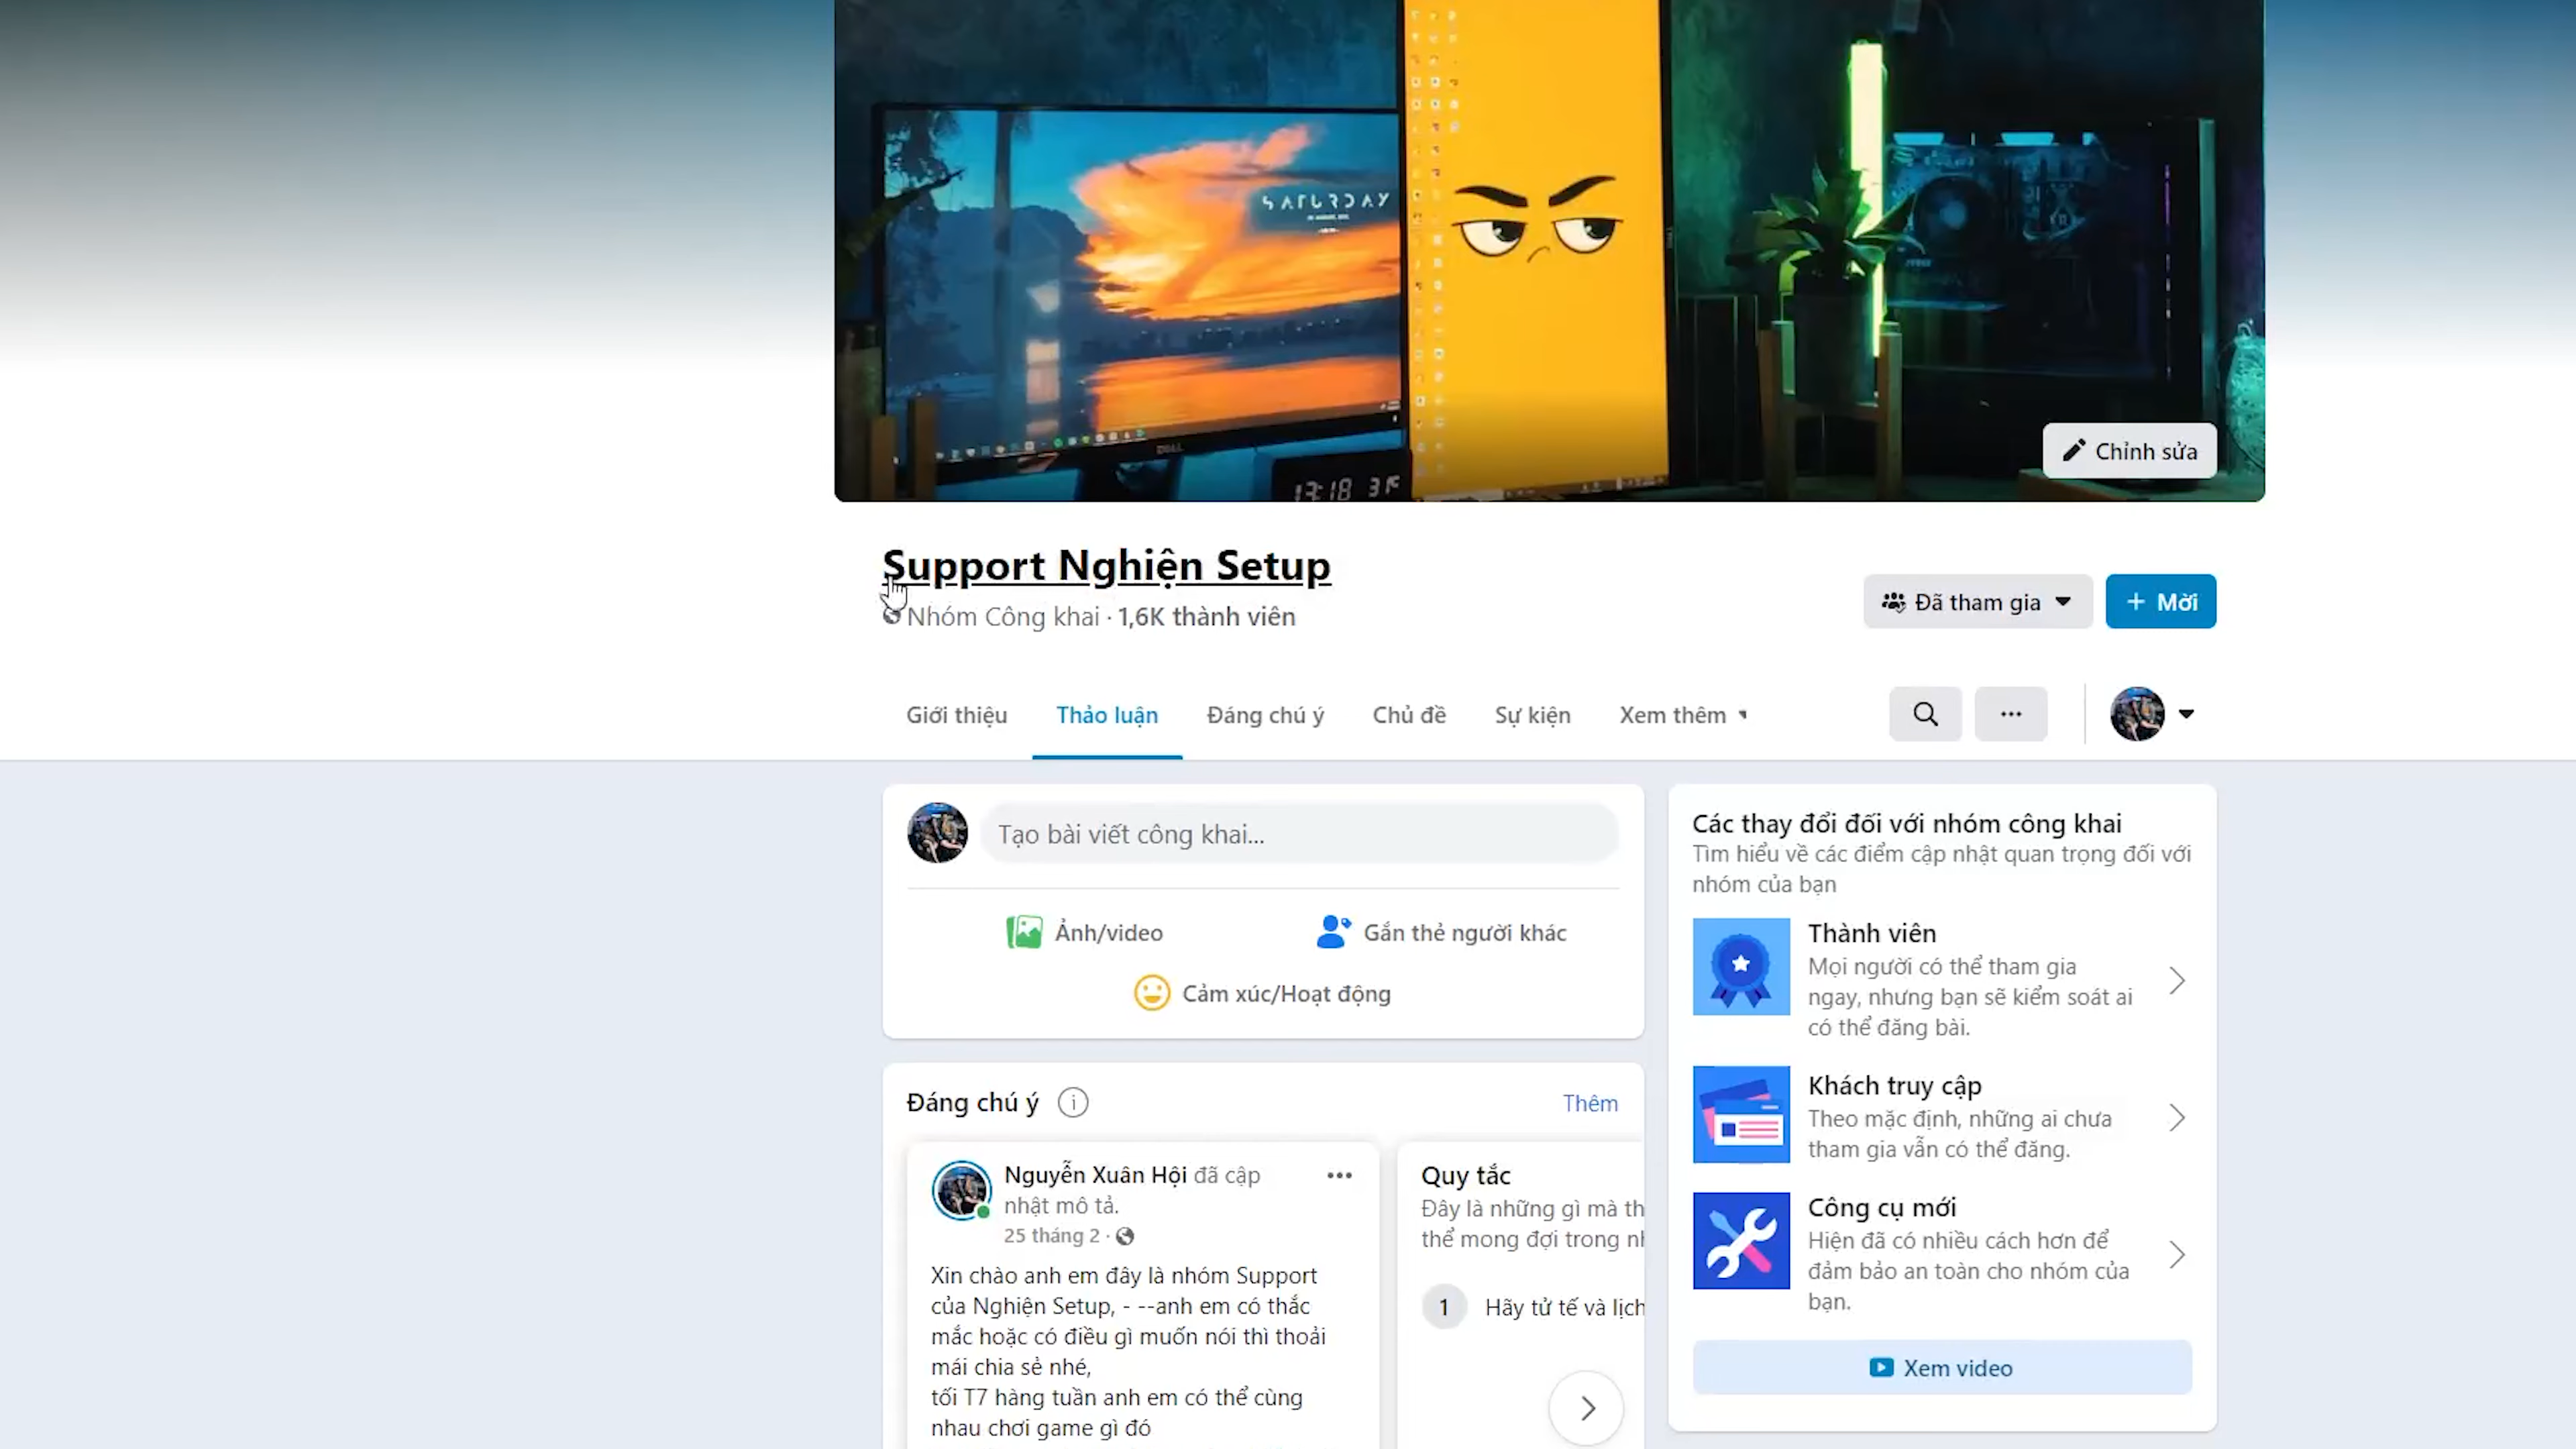 SATURDAY
DELL
13:18
Chỉnh sửa
Support Nghiện Setup
Nhóm Công khai · 1,6K thành viên
Đã tham gia
+ Mời
Giới thiệu
Thảo luận
Đáng chú ý
Chủ đề
Sự kiện
Xem thêm
Tạo bài viết công khai...
Ảnh/video
Gắn thẻ người khác
Cảm xúc/Hoạt động
Đáng chú ý
Thêm
Nguyễn Xuân Hội đã cập
nhật mô tả.
25 tháng 2 ·
Xin chào anh em đây là nhóm Support
của Nghiện Setup, - --anh em có thắc
mắc hoặc có điều gì muốn nói thì thoải
mái chia sẻ nhé,
tối T7 hàng tuần anh em có thể cùng
nhau chơi game gì đó
Quy tắc
Đây là những gì mà th
thể mong đợi trong nh
1 Hãy tử tế và lịch
Các thay đổi đối với nhóm công khai
Tìm hiểu về các điểm cập nhật quan trọng đối với
nhóm của bạn
Thành viên
Mọi người có thể tham gia
ngay, nhưng bạn sẽ kiểm soát ai
có thể đăng bài.
Khách truy cập
Theo mặc định, những ai chưa
tham gia vẫn có thể đăng.
Công cụ mới
Hiện đã có nhiều cách hơn để
đảm bảo an toàn cho nhóm của
bạn.
Xem video